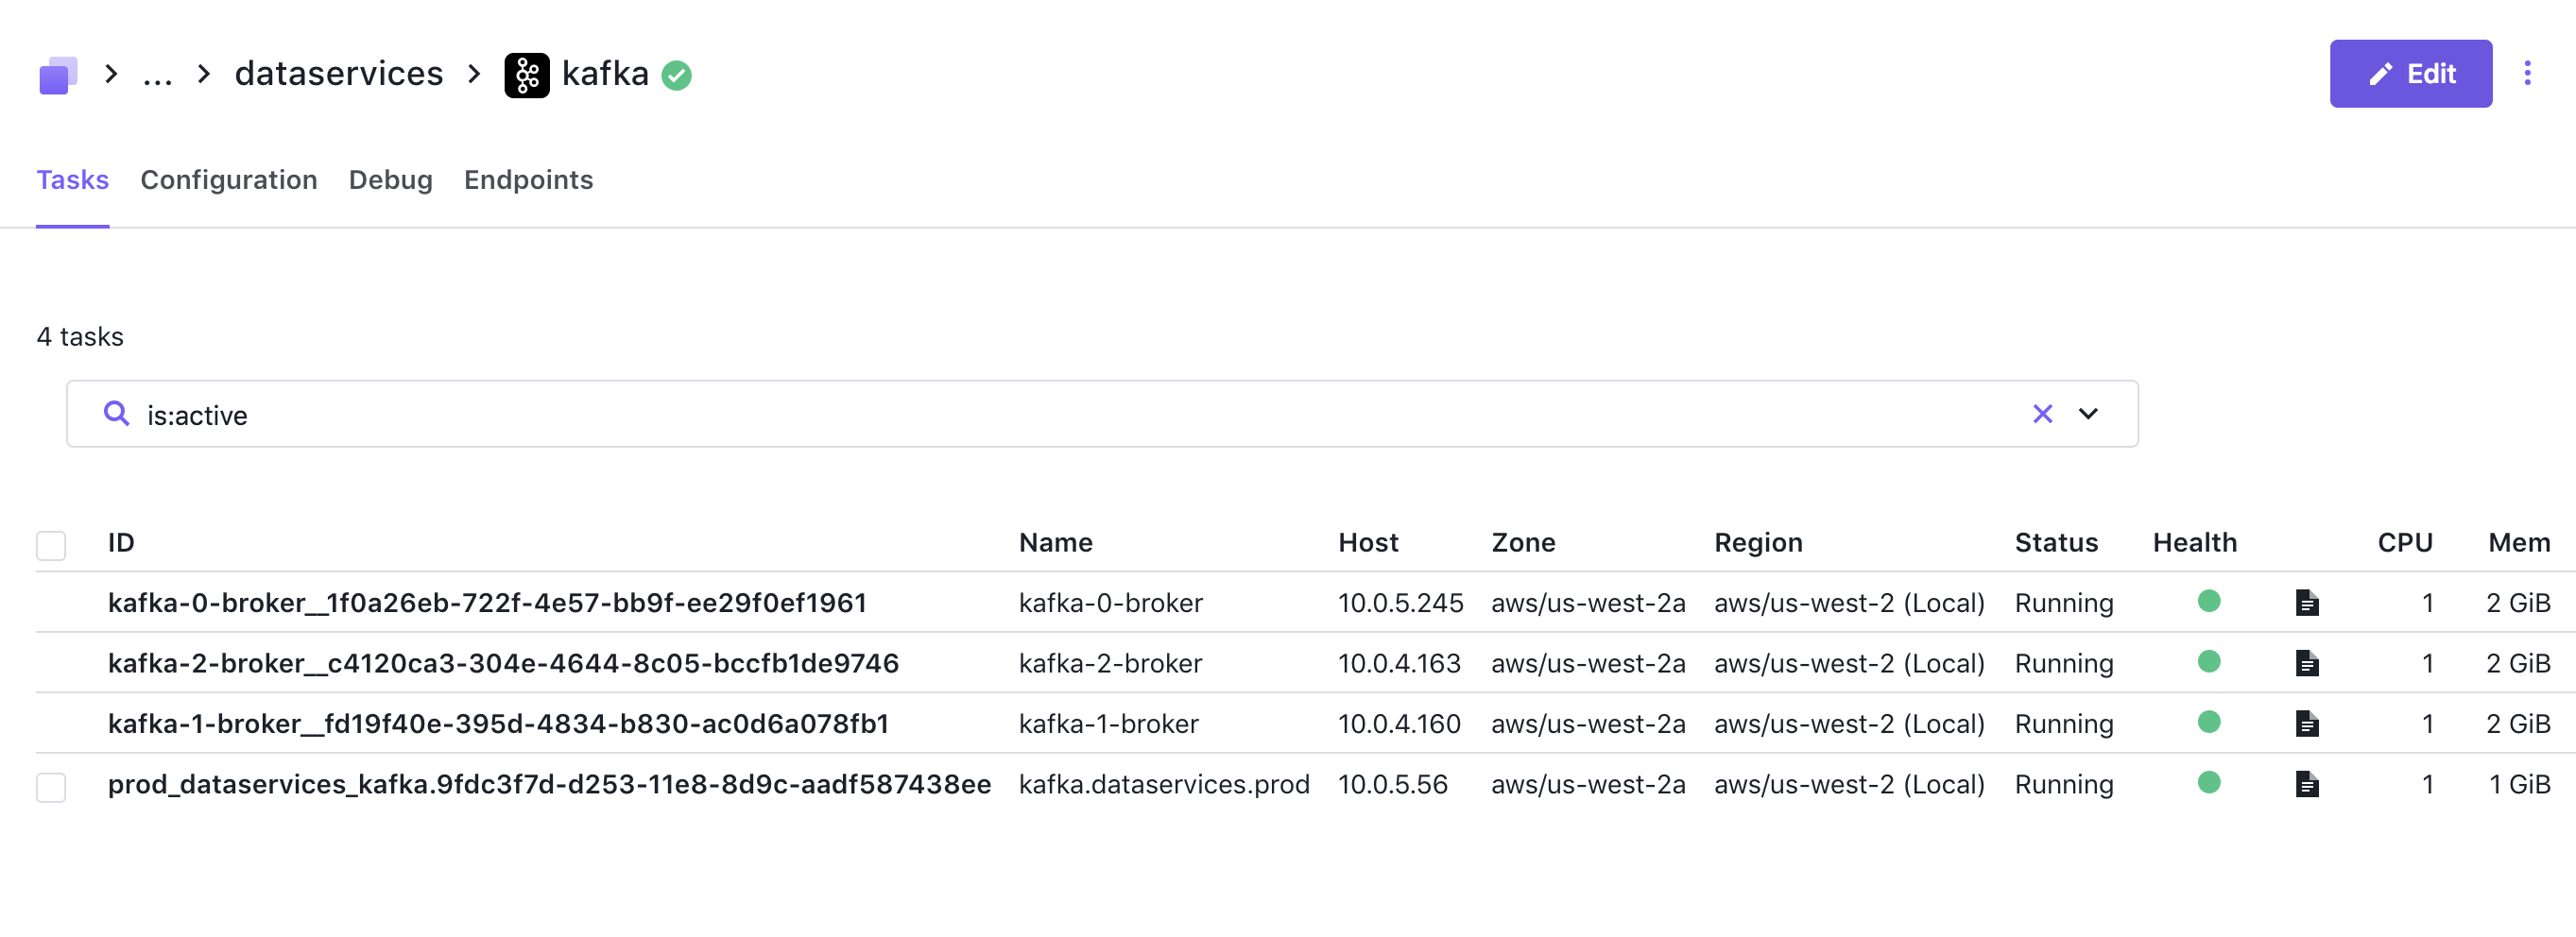 ... dataservices kafka Edit
Tasks Configuration Debug Endpoints
4 tasks
is:active
ID Name Host Zone Region Status Health CPU Mem
kafka-0-broker__1f0a26eb-722f-4e57-bb9f-ee29f0ef1961 kafka-0-broker 10.0.5.245 aws/us-west-2a aws/us-west-2 (Local) Running 1 2 GiB
kafka-2-broker__c4120ca3-304e-4644-8c05-bccfb1de9746 kafka-2-broker 10.0.4.163 aws/us-west-2a aws/us-west-2 (Local) Running 1 2 GiB
kafka-1-broker__fd19f40e-395d-4834-b830-ac0d6a078fb1 kafka-1-broker 10.0.4.160 aws/us-west-2a aws/us-west-2 (Local) Running 1 2 GiB
prod_dataservices_kafka.9fdc3f7d-d253-11e8-8d9c-aadf587438ee kafka.dataservices.prod 10.0.5.56 aws/us-west-2a aws/us-west-2 (Local) Running 1 1 GiB